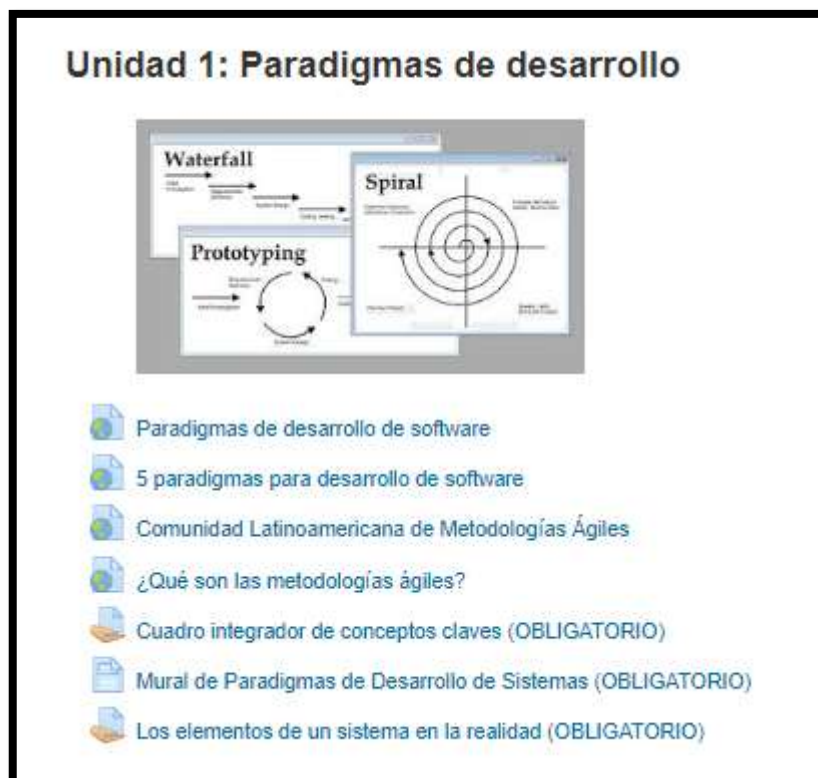 Unidad 1: Paradigmas de desarrollo
Waterfall
Spiral
Prototyping
Paradigmas de desarrollo de software
5 paradigmas para desarrollo de software
Comunidad Latinoamericana de Metodologías Ágiles
¿Qué son las metodologías ágiles?
Cuadro integrador de conceptos claves (OBLIGATORIO)
Mural de Paradigmas de Desarrollo de Sistemas (OBLIGATORIO)
Los elementos de un sistema en la realidad (OBLIGATORIO)